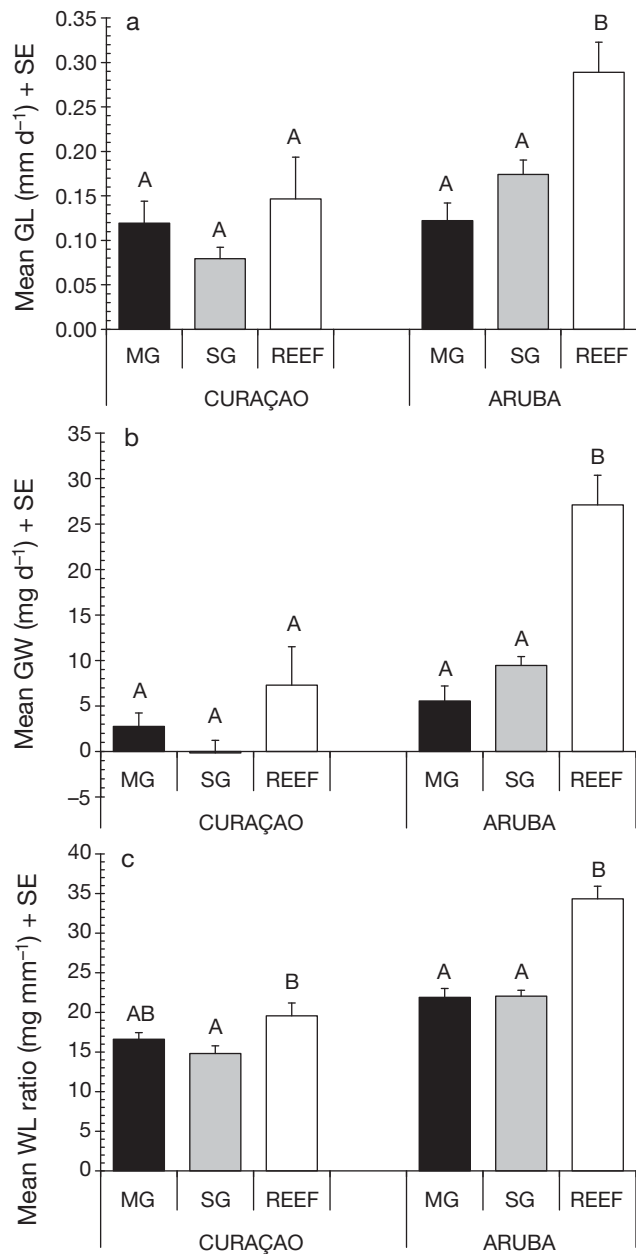 a
Mean GL (mm d⁻¹) + SE
0.35
0.30
0.25
0.20
0.15
0.10
0.05
0.00
A
A
A
A
A
B
MG SG REEF MG SG REEF
CURAÇAO ARUBA
b
Mean GW (mg d⁻¹) + SE
35
30
25
20
15
10
5
0
–5
A
A
A
A
A
B
MG SG REEF MG SG REEF
CURAÇAO ARUBA
c
Mean WL ratio (mg mm⁻¹) + SE
40
35
30
25
20
15
10
5
0
AB
A
B
A
A
B
MG SG REEF MG SG REEF
CURAÇAO ARUBA